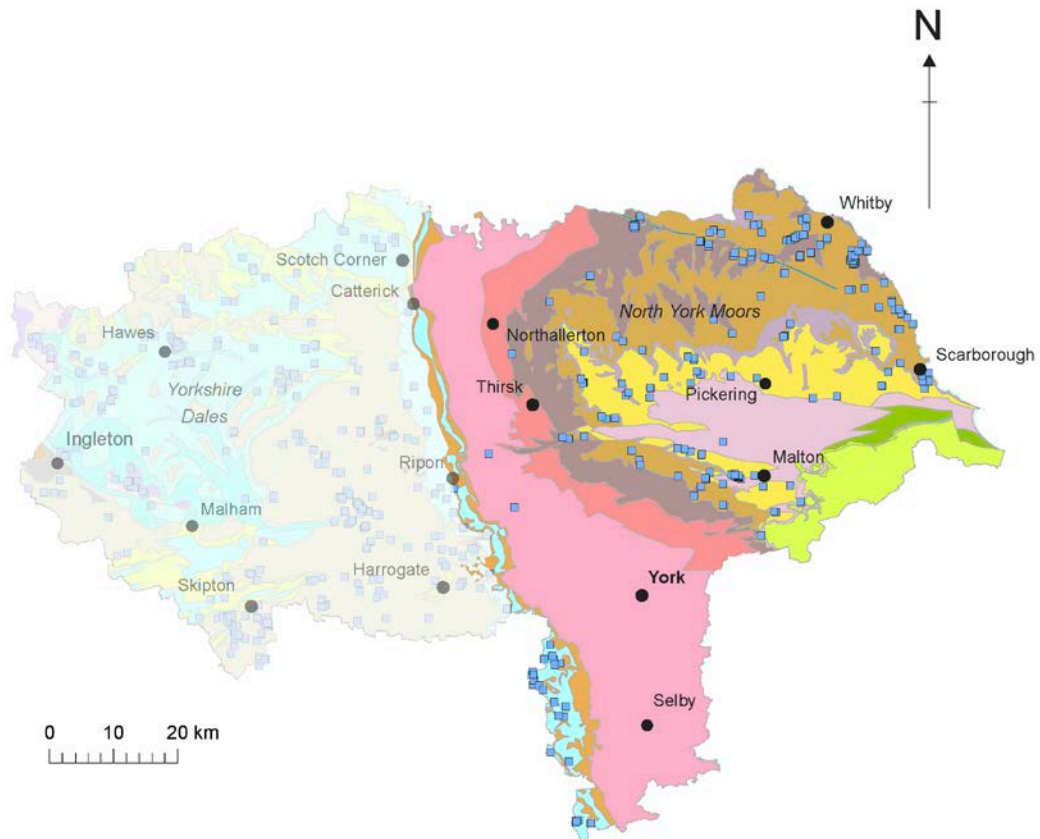 N
Whitby
Scotch Corner
Catterick
North York Moors
Hawes
Northallerton
Scarborough
Yorkshire
Dales
Thirsk
Pickering
Ingleton
Ripon
Malton
Malham
Skipton
Harrogate
York
Selby
0 10 20 km